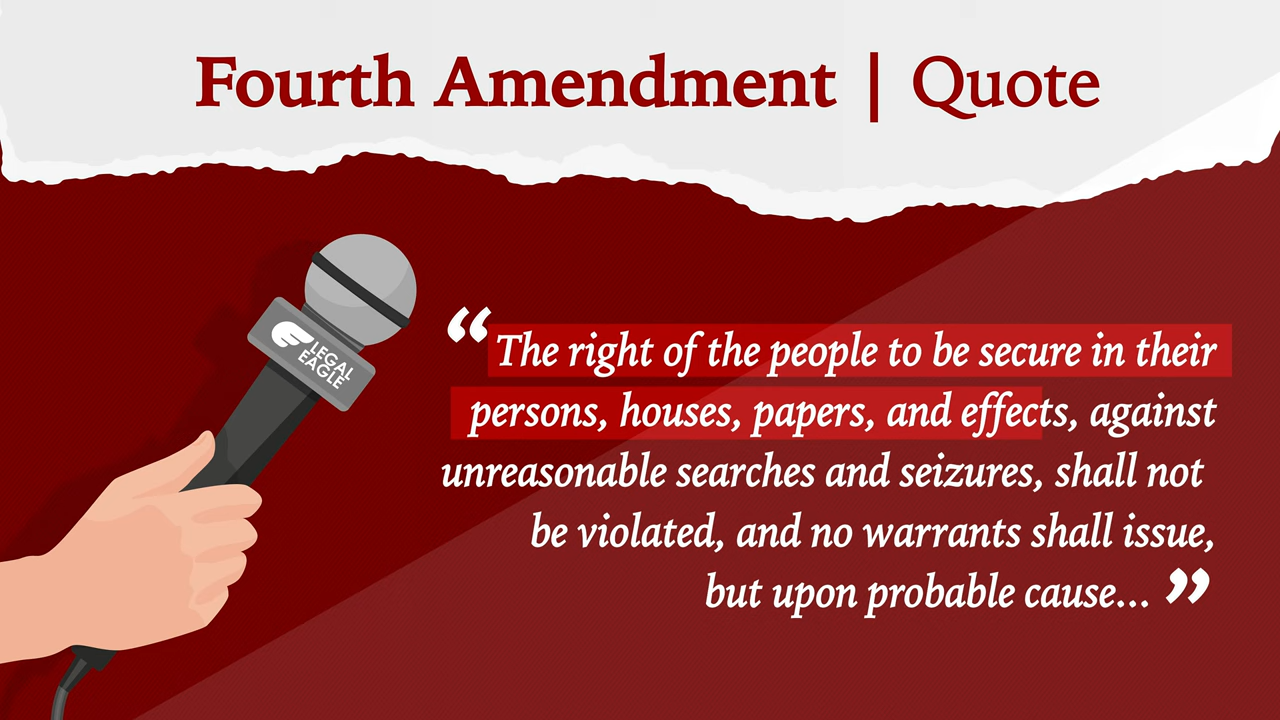 Fourth Amendment | Quote
LEGAL
EAGLE
“The right of the people to be secure in their
persons, houses, papers, and effects, against
unreasonable searches and seizures, shall not
be violated, and no warrants shall issue,
but upon probable cause...”